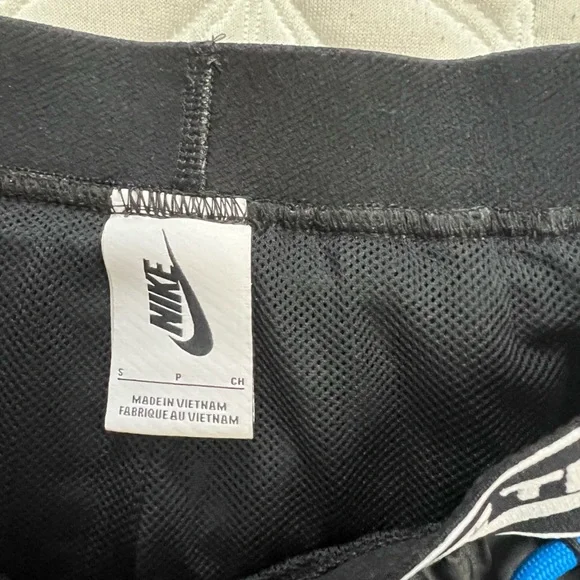 NIKE
S P CH
MADE IN VIETNAM
FABRIQUE AU VIETNAM